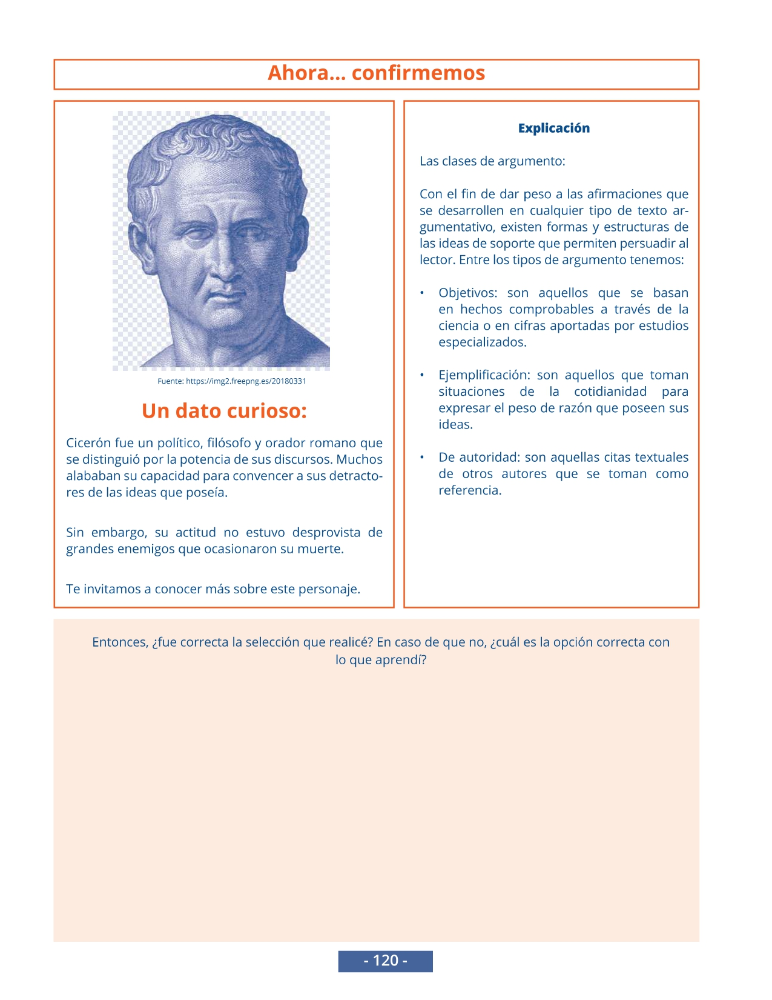 Ahora... confirmemos
Fuente: https://img2.freepng.es/20180331
Un dato curioso:
Cicerón fue un político, filósofo y orador romano que
se distinguió por la potencia de sus discursos. Muchos
alababan su capacidad para convencer a sus detracto-
res de las ideas que poseía.
Sin embargo, su actitud no estuvo desprovista de
grandes enemigos que ocasionaron su muerte.
Te invitamos a conocer más sobre este personaje.
Explicación
Las clases de argumento:
Con el fin de dar peso a las afirmaciones que
se desarrollen en cualquier tipo de texto ar-
gumentativo, existen formas y estructuras de
las ideas de soporte que permiten persuadir al
lector. Entre los tipos de argumento tenemos:
• Objetivos: son aquellos que se basan
en hechos comprobables a través de la
ciencia o en cifras aportadas por estudios
especializados.
• Ejemplificación: son aquellos que toman
situaciones de la cotidianidad para
expresar el peso de razón que poseen sus
ideas.
• De autoridad: son aquellas citas textuales
de otros autores que se toman como
referencia.
Entonces, ¿fue correcta la selección que realicé? En caso de que no, ¿cuál es la opción correcta con
lo que aprendí?
- 120 -